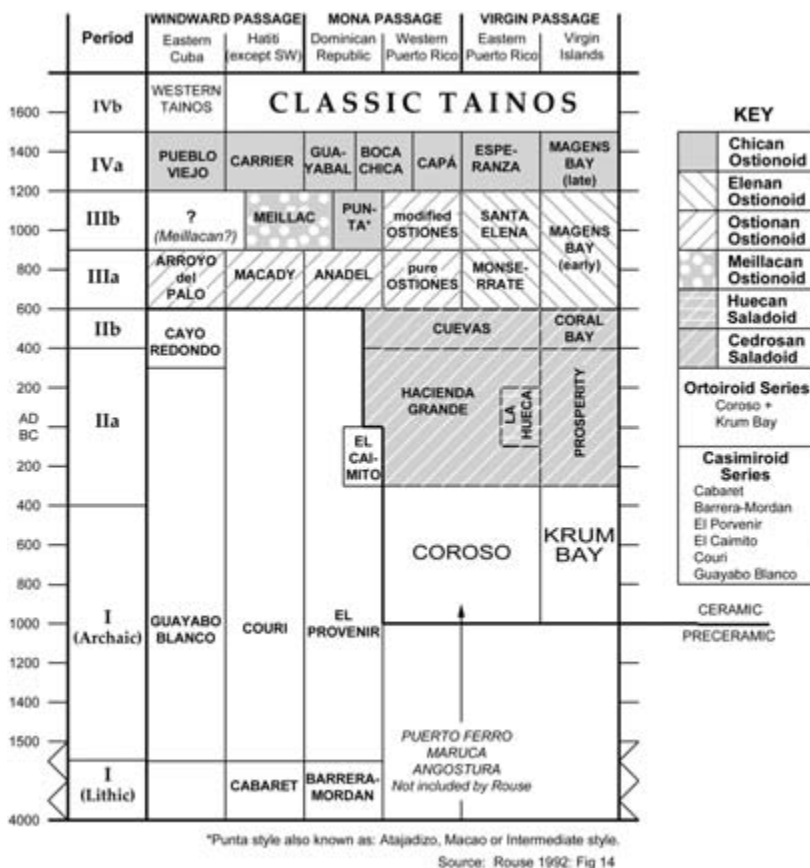 WINDWARD PASSAGE MONA PASSAGE VIRGIN PASSAGE
Period Eastern Cuba Hatiti (except SW) Dominican Republic Western Puerto Rico Eastern Puerto Rico Virgin Islands
1600 IVb WESTERN TAINOS CLASSIC TAINOS
1400 IVa PUEBLO VIEJO CARRIER GUA-YABAL BOCA CHICA CAPÁ ESPE-RANZA MAGENS BAY (late)
1200
1000 IIIb ? (Meillacan?) MEILLAC PUN-TA* modified OSTIONES SANTA ELENA MAGENS BAY (early)
800 IIIa ARROYO del PALO MACADY ANADEL pure OSTIONES MONSE-RRATE
600
IIb CAYO REDONDO CUEVAS CORAL BAY
400
200 IIa HACIENDA GRANDE LA HUECA PROSPERITY
AD
BC
200 EL CAI-MITO
400
600 COROSO KRUM BAY
800
1000 I (Archaic) GUAYABO BLANCO COURI EL PROVENIR
1200
1400
1500
I (Lithic) CABARET BARRERA-MORDAN
4000
PUERTO FERRO
MARUCA
ANGOSTURA
Not included by Rouse
KEY
Chican Ostionoid
Elenan Ostionoid
Ostionan Ostionoid
Meillacan Ostionoid
Huecan Saladoid
Cedrosan Saladoid
Ortoiroid Series
Coroso +
Krum Bay
Casimiroid
Series
Cabaret
Barrera-Mordan
El Porvenir
El Caimito
Couri
Guayabo Blanco
CERAMIC
PRECERAMIC
*Punta style also known as: Atajadizo, Macao or Intermediate style.
Source: Rouse 1992: Fig 14